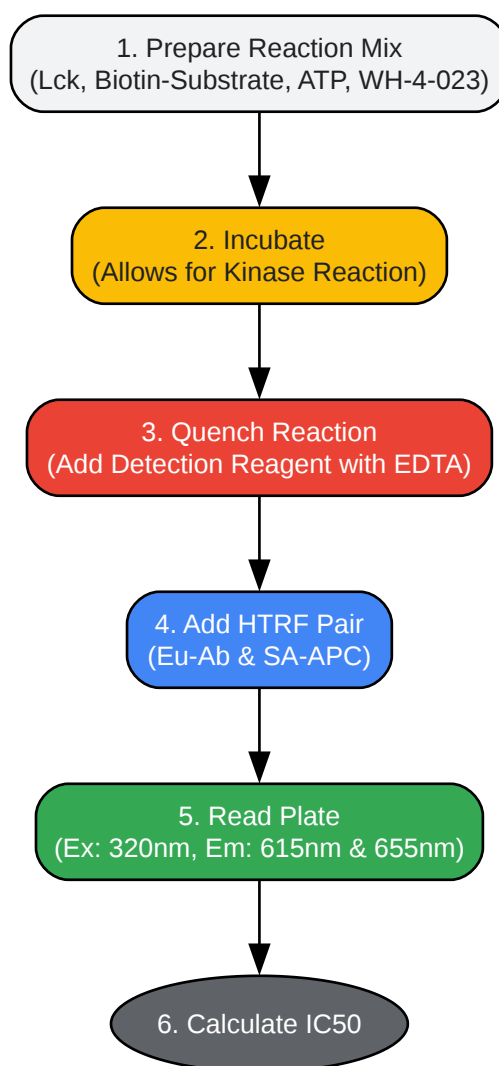 1. Prepare Reaction Mix
(Lck, Biotin-Substrate, ATP, WH-4-023)
2. Incubate
(Allows for Kinase Reaction)
3. Quench Reaction
(Add Detection Reagent with EDTA)
4. Add HTRF Pair
(Eu-Ab & SA-APC)
5. Read Plate
(Ex: 320nm, Em: 615nm & 655nm)
6. Calculate IC50